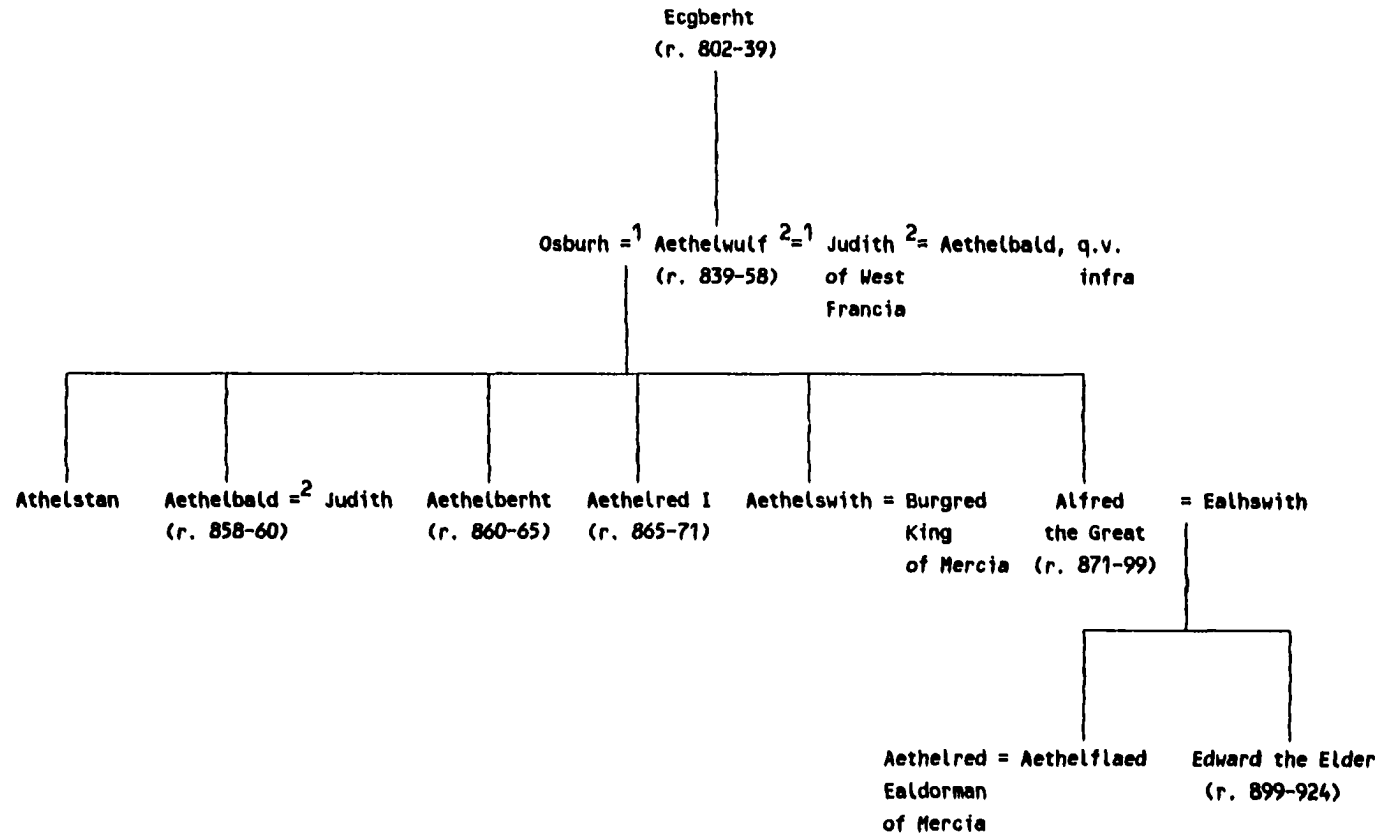 Ecgberht
(r. 802-39)
Osburh =1 Aethelwulf 2=1 Judith 2= Aethelbald, q.v.
(r. 839-58) of West infra
Francia
Athelstan Aethelbald =2 Judith Aethelberht Aethelred I Aethelswith = Burgred Alfred = Ealhswith
(r. 858-60) (r. 860-65) (r. 865-71) King the Great
of Mercia (r. 871-99)
Aethelred = Aethelflaed Edward the Elder
Ealdorman (r. 899-924)
of Mercia